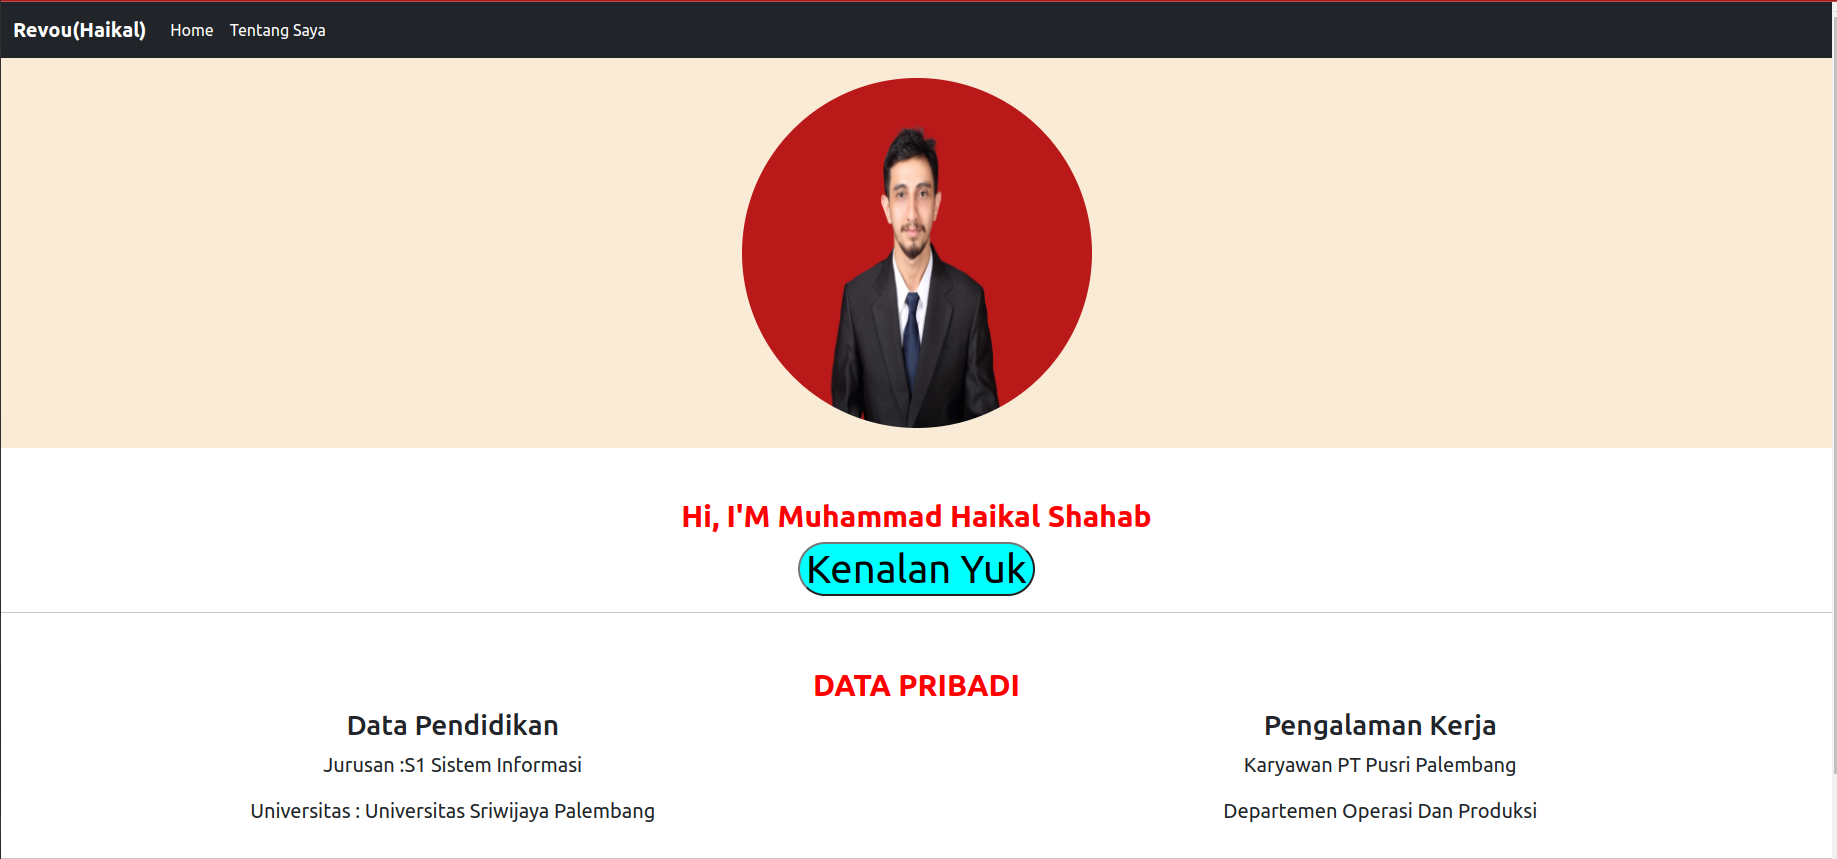 Revou(Haikal) Home Tentang Saya
Hi, I'M Muhammad Haikal Shahab
Kenalan Yuk
DATA PRIBADI
Data Pendidikan
Jurusan :S1 Sistem Informasi
Universitas : Universitas Sriwijaya Palembang
Pengalaman Kerja
Karyawan PT Pusri Palembang
Departemen Operasi Dan Produksi